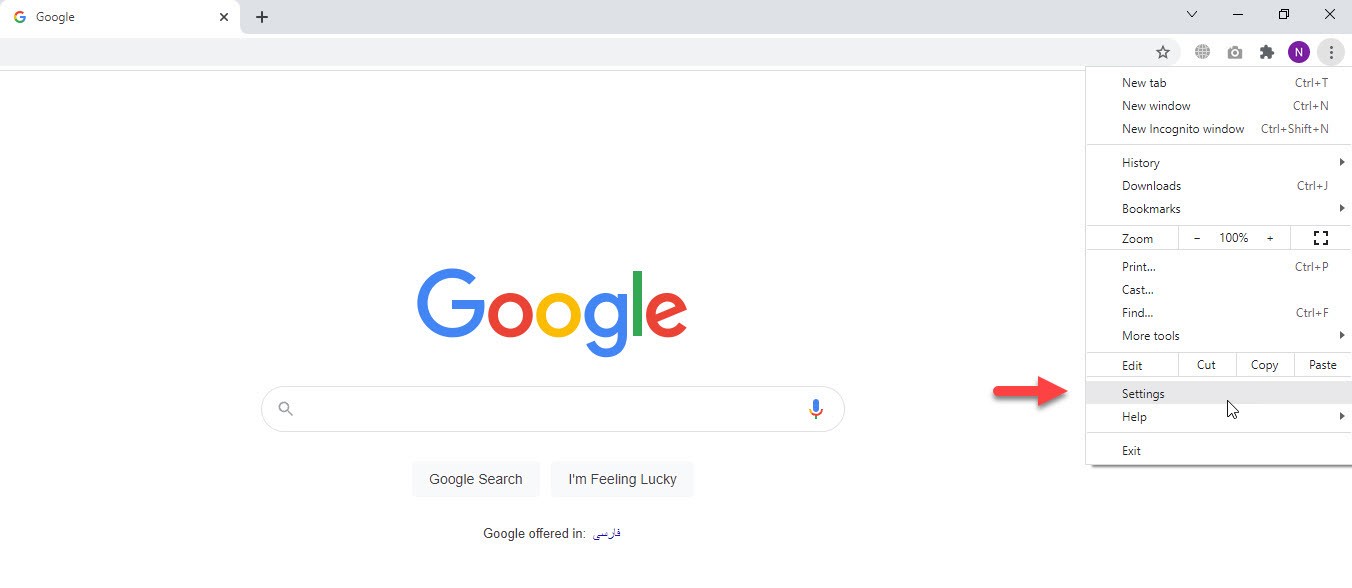 Google
N
New tab Ctrl+T
New window Ctrl+N
New Incognito window Ctrl+Shift+N
History
Downloads Ctrl+J
Bookmarks
Zoom - 100% +
Print... Ctrl+P
Cast...
Find... Ctrl+F
More tools
Edit Cut Copy Paste
Settings
Help
Exit
Google
Google Search I'm Feeling Lucky
Google offered in: فارسی